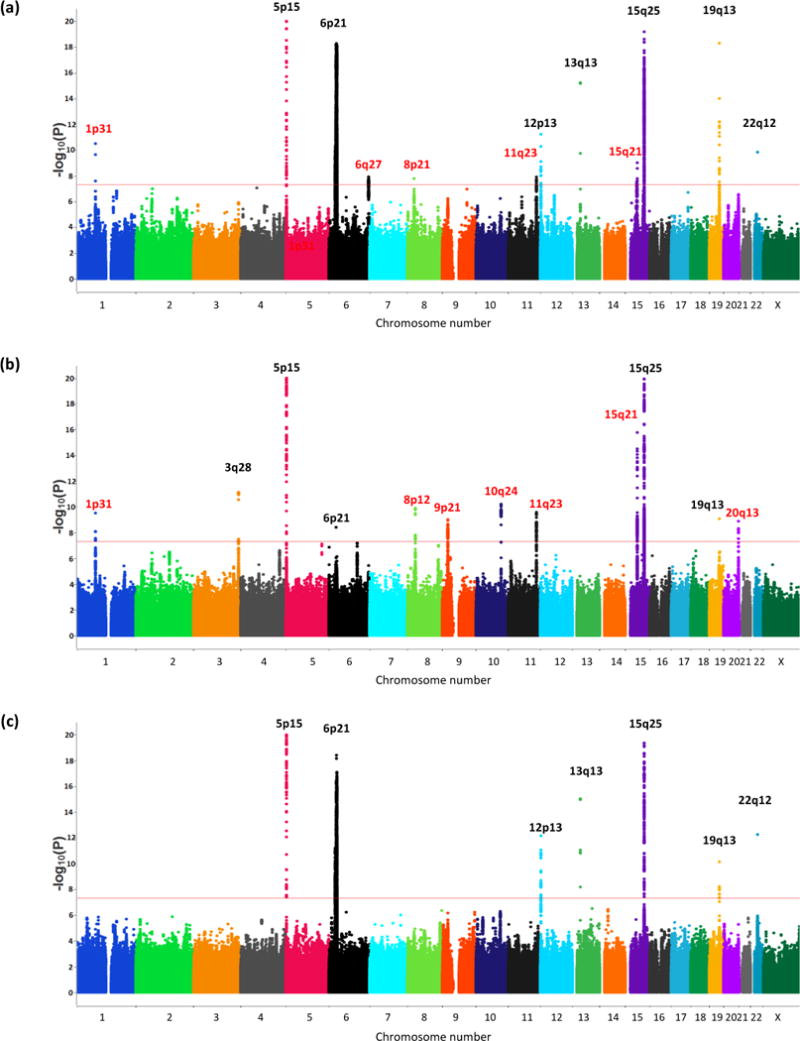 (a)
5p15
15q25
19q13
6p21
13q13
12p13
22q12
1p31
11q23
15q21
6q27
8p21
1p31
-log10(P)
20
18
16
14
12
10
8
6
4
2
0
1 2 3 4 5 6 7 8 9 10 11 12 13 14 15 16 17 18 19 20 21 22 X
Chromosome number
(b)
5p15
15q25
15q21
3q28
10q24
1p31
8p12
9p21
11q23
19q13
20q13
6p21
-log10(P)
20
18
16
14
12
10
8
6
4
2
0
1 2 3 4 5 6 7 8 9 10 11 12 13 14 15 16 17 18 19 20 21 22 X
Chromosome number
(c)
5p15
6p21
15q25
13q13
22q12
12p13
19q13
-log10(P)
20
18
16
14
12
10
8
6
4
2
0
1 2 3 4 5 6 7 8 9 10 11 12 13 14 15 16 17 18 19 20 21 22 X
Chromosome number